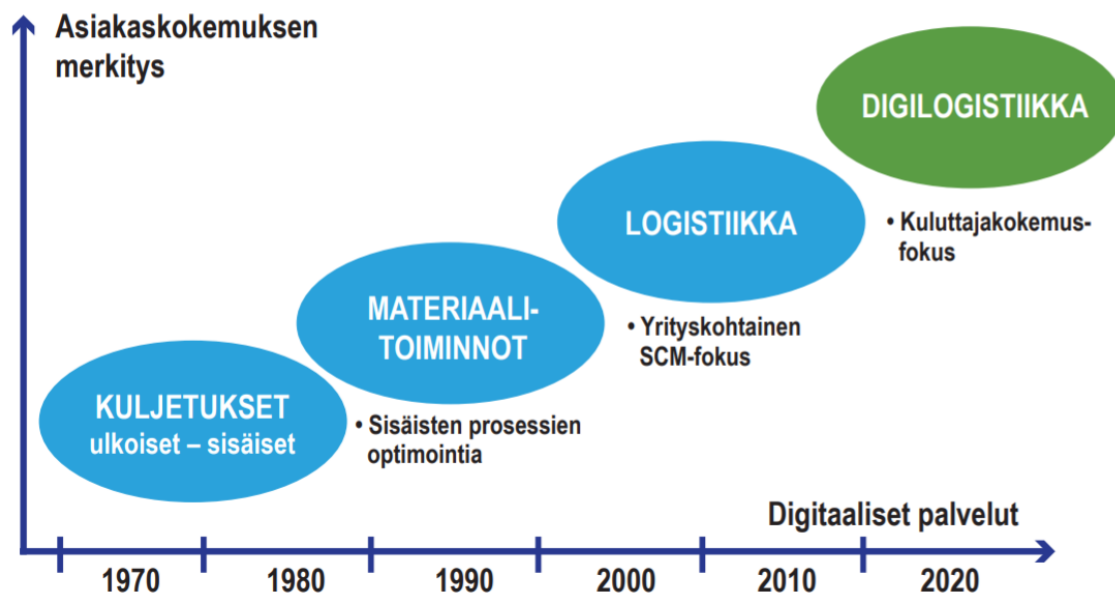 Asiakaskokemuksen
merkitys
DIGILOGISTIIKKA
• Kuluttajakokemus-
fokus
LOGISTIIKKA
• Yrityskohtainen
SCM-fokus
MATERIAALI-
TOIMINNOT
• Sisäisten prosessien
optimointia
KULJETUKSET
ulkoiset – sisäiset
Digitaaliset palvelut
1970 1980 1990 2000 2010 2020